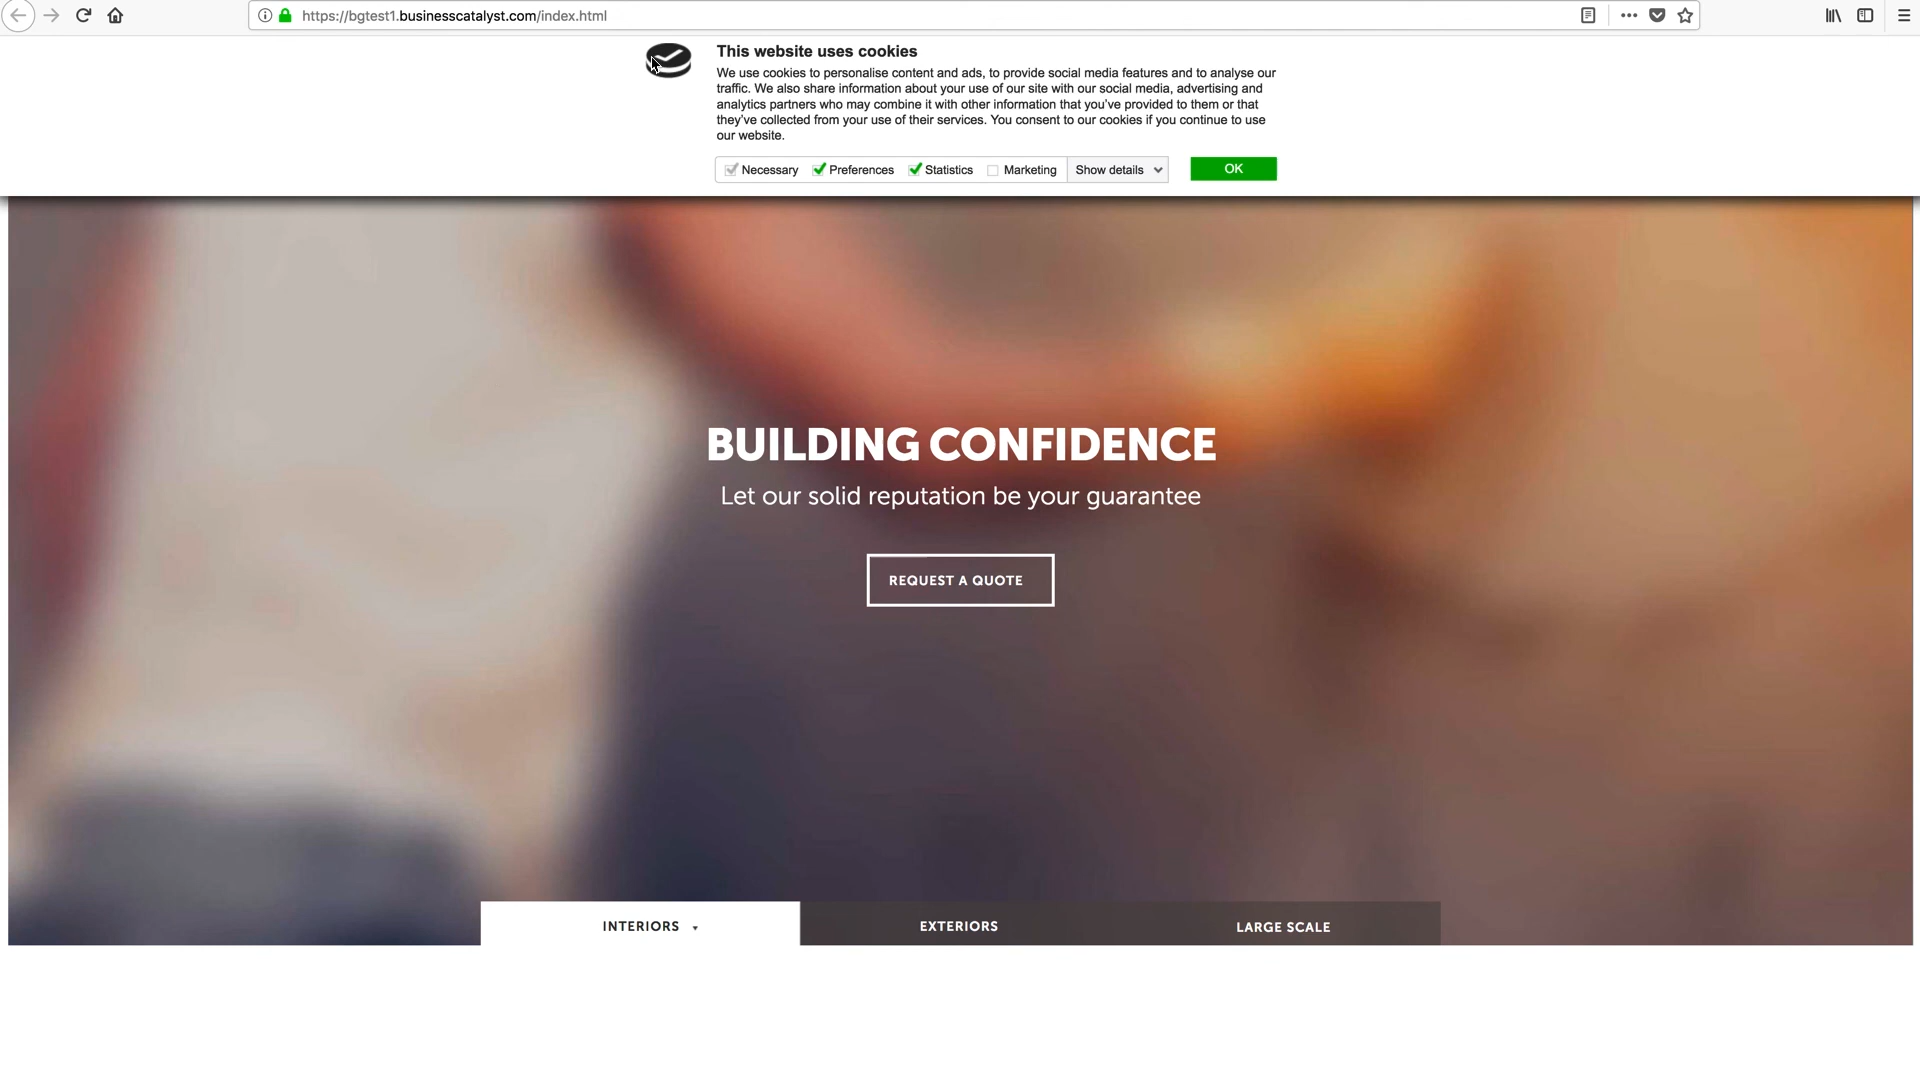 https://bgtest1.businesscatalyst.com/index.html
This website uses cookies
We use cookies to personalise content and ads, to provide social media features and to analyse our
traffic. We also share information about your use of our site with our social media, advertising and
analytics partners who may combine it with other information that you've provided to them or that
they've collected from your use of their services. You consent to our cookies if you continue to use
our website.
Necessary Preferences Statistics Marketing Show details OK
BUILDING CONFIDENCE
Let our solid reputation be your guarantee
REQUEST A QUOTE
INTERIORS EXTERIORS LARGE SCALE